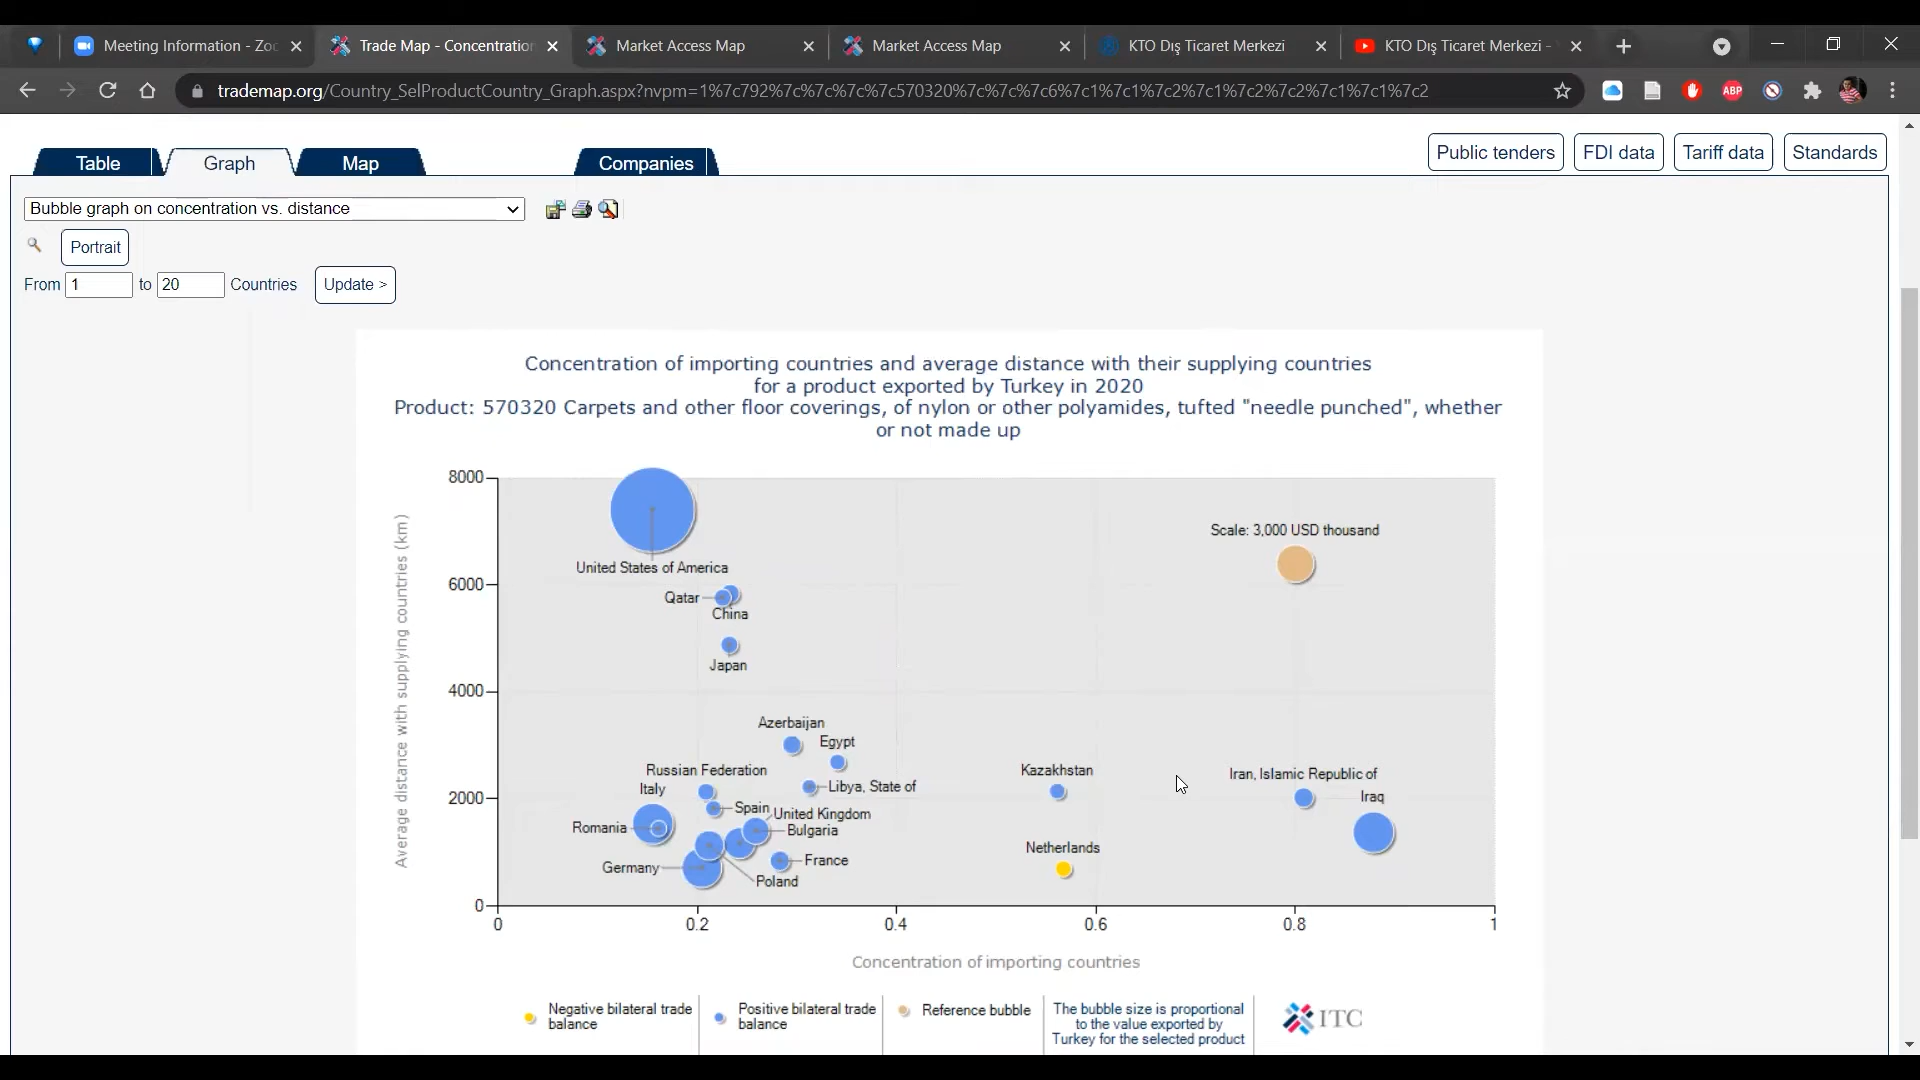 Meeting Information - Zoo
Trade Map - Concentration
Market Access Map
Market Access Map
KTO Dış Ticaret Merkezi
KTO Dış Ticaret Merkezi -
trademap.org/Country_SelProductCountry_Graph.aspx?nvpm=1%7c792%7c%7c%7c%7c570320%7c%7c%7c6%7c1%7c1%7c2%7c1%7c2%7c2%7c1%7c1%7c2
ABP
Table
Graph
Map
Companies
Public tenders
FDI data
Tariff data
Standards
Bubble graph on concentration vs. distance
Portrait
From 1 to 20 Countries Update >
Concentration of importing countries and average distance with their supplying countries
for a product exported by Turkey in 2020
Product: 570320 Carpets and other floor coverings, of nylon or other polyamides, tufted "needle punched", whether
or not made up
Average distance with supplying countries (km)
8000
6000
4000
2000
0
Scale: 3,000 USD thousand
United States of America
Qatar
China
Japan
Azerbaijan
Egypt
Russian Federation
Kazakhstan
Iran, Islamic Republic of
Italy
Libya, State of
Iraq
Spain
United Kingdom
Romania
Bulgaria
Netherlands
France
Germany
Poland
0
0.2
0.4
0.6
0.8
1
Concentration of importing countries
Negative bilateral trade
balance
Positive bilateral trade
balance
Reference bubble
The bubble size is proportional
to the value exported by
Turkey for the selected product
ITC